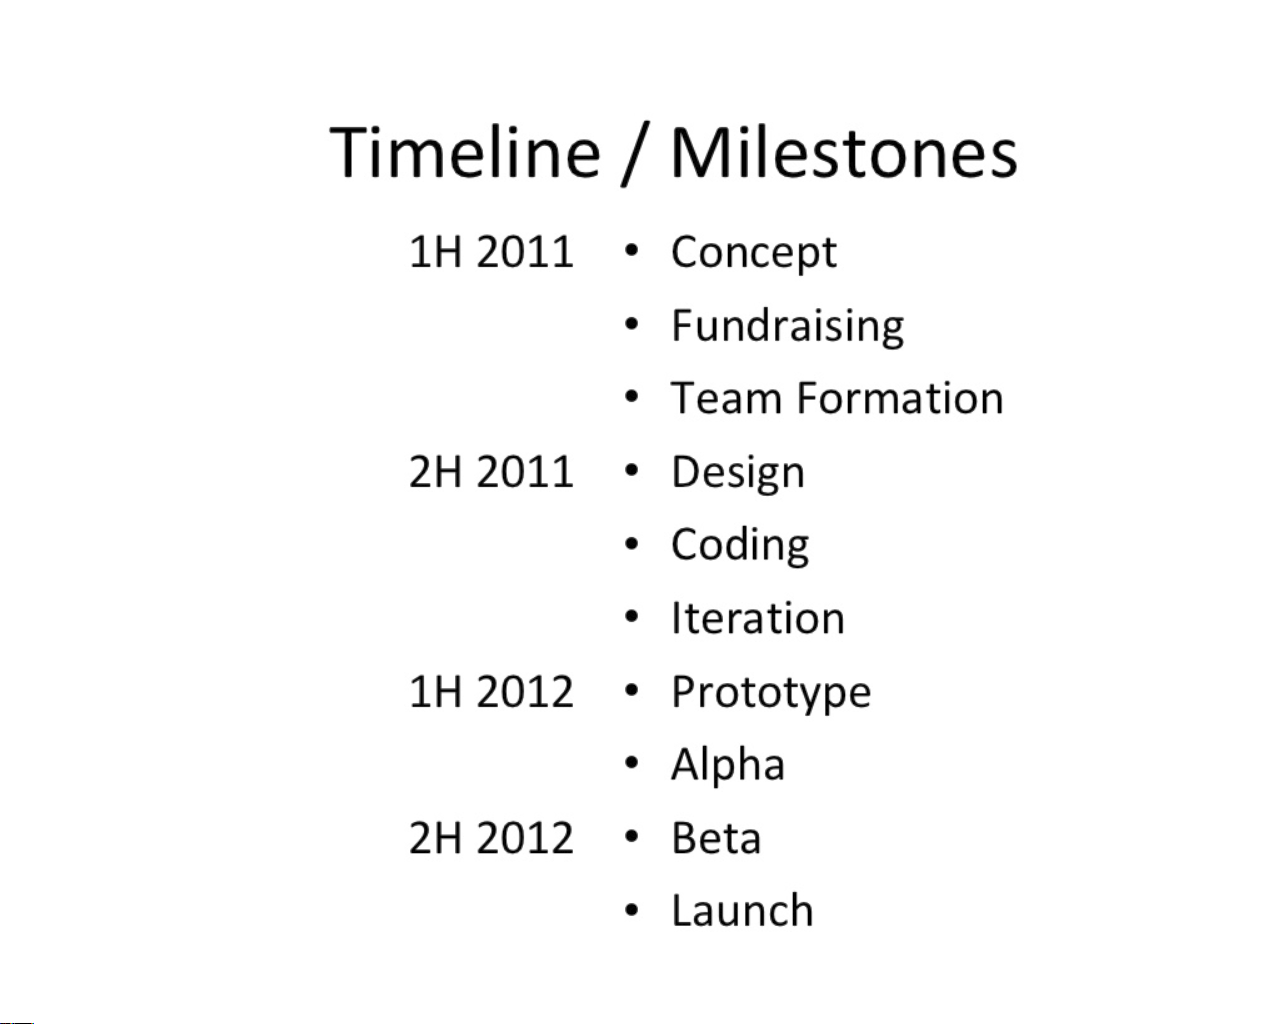 Timeline / Milestones
1H 2011 • Concept
• Fundraising
• Team Formation
2H 2011 • Design
• Coding
• Iteration
1H 2012 • Prototype
• Alpha
2H 2012 • Beta
• Launch